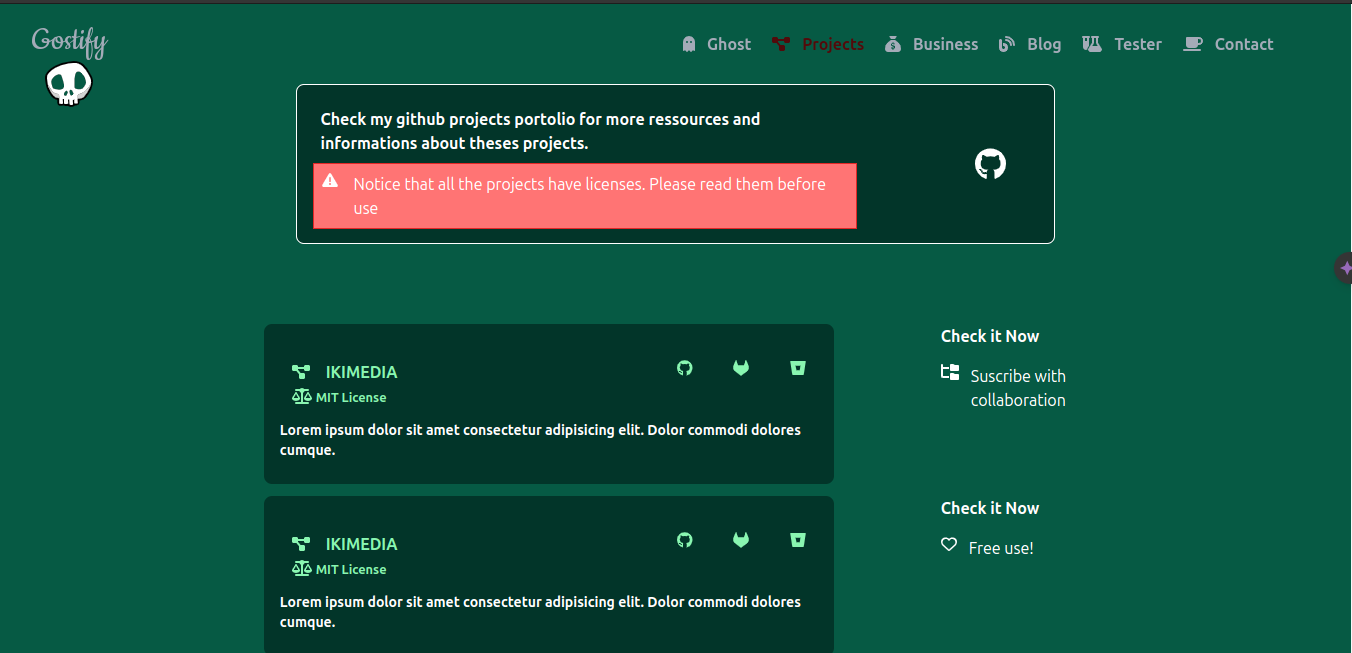 Gostify
Ghost Projects Business Blog Tester Contact
Check my github projects portolio for more ressources and
informations about theses projects.
Notice that all the projects have licenses. Please read them before
use
IKIMEDIA
MIT License
Lorem ipsum dolor sit amet consectetur adipisicing elit. Dolor commodi dolores
cumque.
Check it Now
Suscribe with
collaboration
IKIMEDIA
MIT License
Lorem ipsum dolor sit amet consectetur adipisicing elit. Dolor commodi dolores
cumque.
Check it Now
Free use!